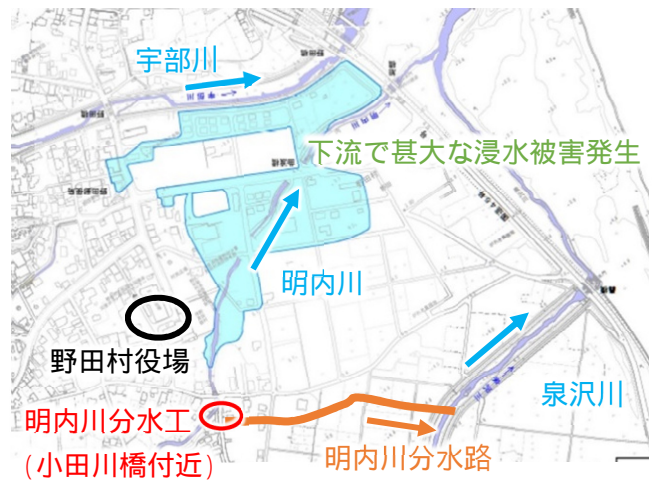 宇部川
下流で甚大な浸水被害発生
明内川
野田村役場
泉沢川
明内川分水工
(小田川橋付近)
明内川分水路